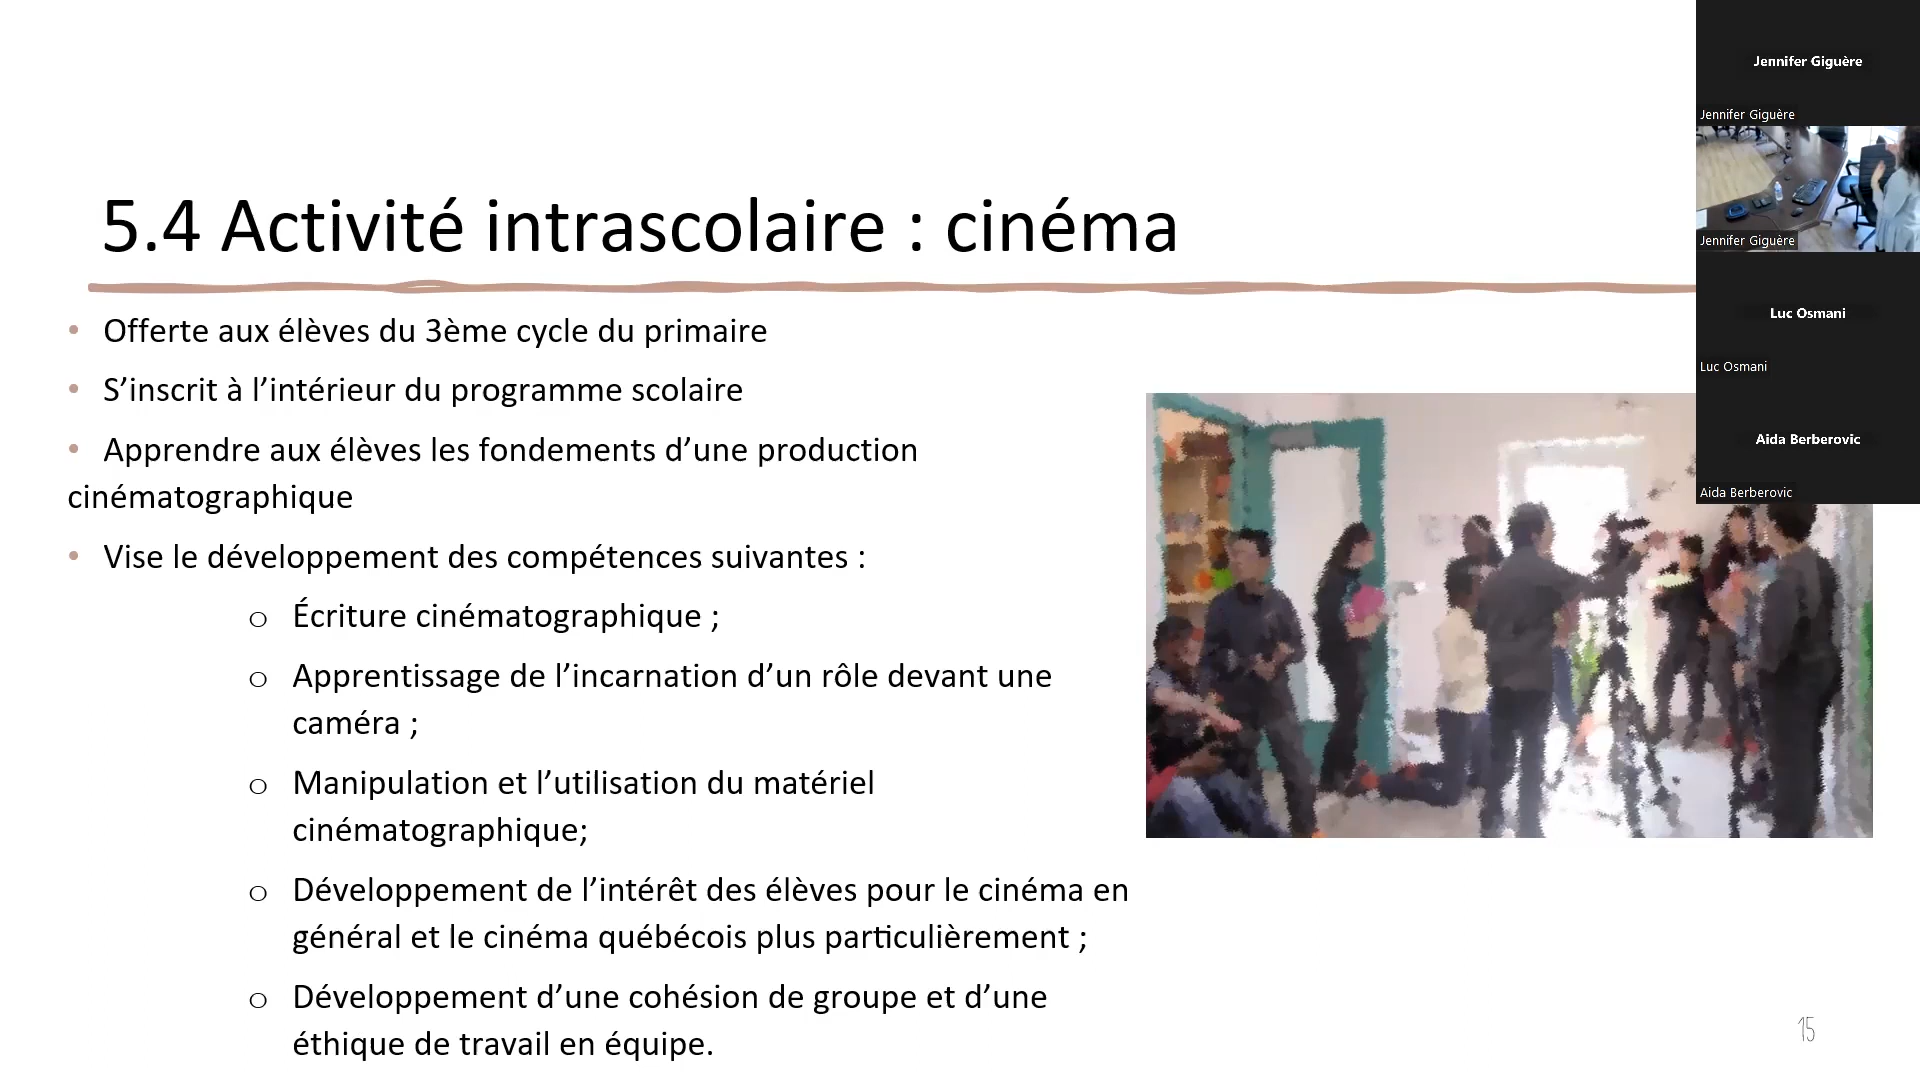 5.4 Activité intrascolaire : cinéma
• Offerte aux élèves du 3ème cycle du primaire
• S’inscrit à l’intérieur du programme scolaire
• Apprendre aux élèves les fondements d’une production
cinématographique
• Vise le développement des compétences suivantes :
o Écriture cinématographique ;
o Apprentissage de l’incarnation d’un rôle devant une
caméra ;
o Manipulation et l’utilisation du matériel
cinématographique;
o Développement de l’intérêt des élèves pour le cinéma en
général et le cinéma québécois plus particulièrement ;
o Développement d’une cohésion de groupe et d’une
éthique de travail en équipe.
15
Jennifer Giguère
Jennifer Giguère
Jennifer Giguère
Luc Osmani
Luc Osmani
Aida Berberovic
Aida Berberovic